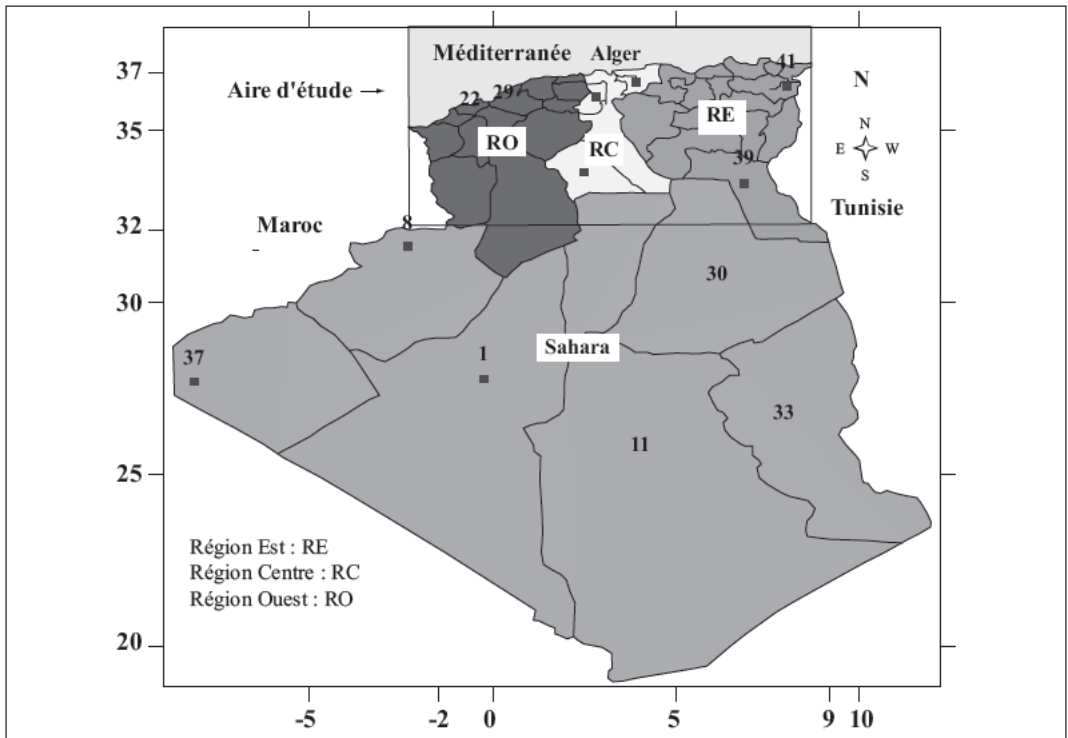 Méditerranée Alger
37
41
N
Aire d'étude →
22 29
RE
N
35
RO
RC
E W
39
S
Tunisie
8
32
Maroc
30
30
Sahara
37
1
33
11
25
Région Est : RE
Région Centre : RC
Région Ouest : RO
20
-5 -2 0 5 9 10